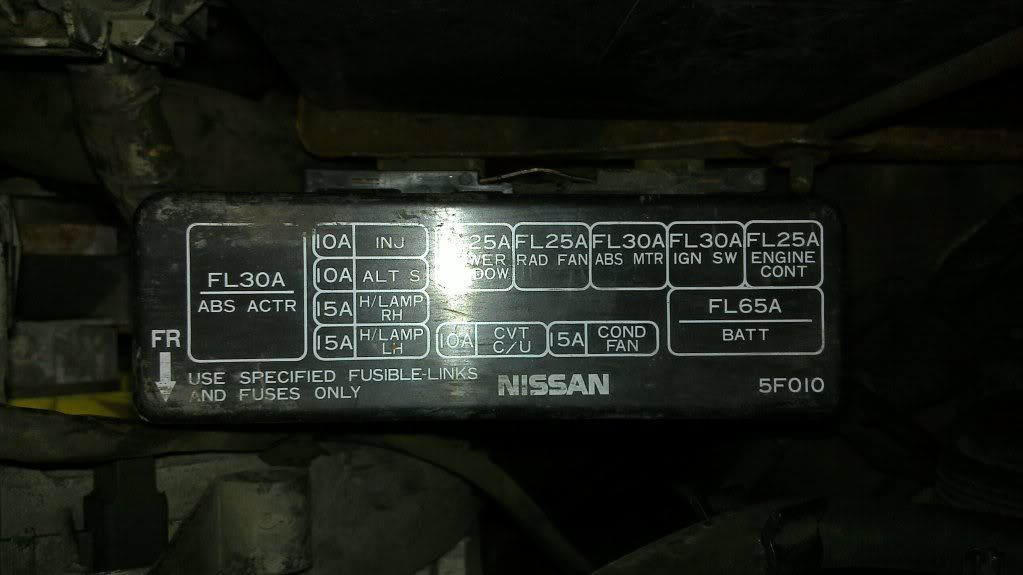 FL30A
ABS ACTR
10A INJ
10A ALT S
15A H/LAMP RH
15A H/LAMP LH
25A
FL25A
RAD FAN
FL30A
ABS MTR
FL30A
IGN SW
FL25A
ENGINE
CONT
10A CVT C/U
15A COND FAN
FL65A
BATT
FR
USE SPECIFIED FUSIBLE-LINKS
AND FUSES ONLY
NISSAN
5F010